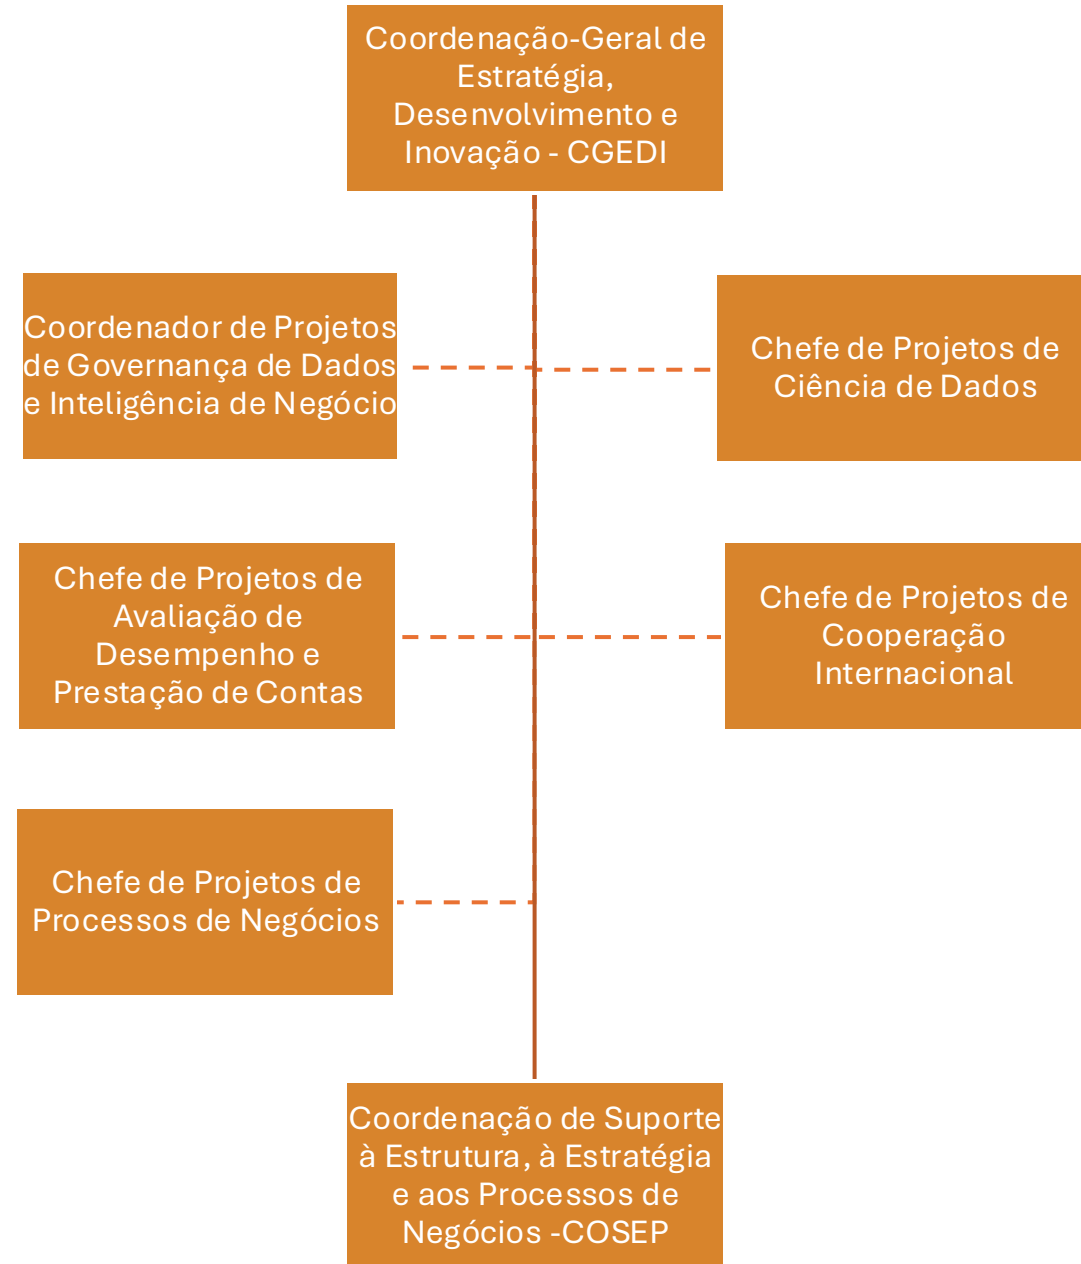 Coordenação-Geral de
Estratégia,
Desenvolvimento e
Inovação - CGEDI
Coordenador de Projetos
de Governança de Dados
e Inteligência de Negócio
Chefe de Projetos de
Ciência de Dados
Chefe de Projetos de
Avaliação de
Desempenho e
Prestação de Contas
Chefe de Projetos de
Cooperação
Internacional
Chefe de Projetos de
Processos de Negócios
Coordenação de Suporte
à Estrutura, à Estratégia
e aos Processos de
Negócios -COSEP